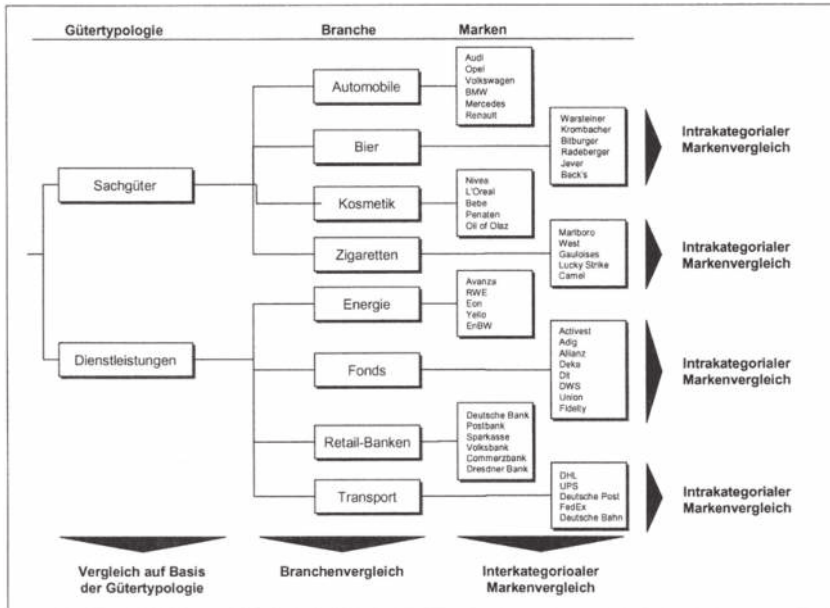 Gütertypologie
Branche
Marken
Sachgüter
Dienstleistungen
Automobile
Audi
Opel
Volkswagen
BMW
Mercedes
Renault
Bier
Warsteiner
Krombacher
Bitburger
Radeberger
Jever
Beck's
Intrakategorialer
Markenvergleich
Kosmetik
Nivea
L'Oreal
Bebe
Penaten
Oil of Olaz
Zigaretten
Marlboro
West
Gauloises
Lucky Strike
Camel
Intrakategorialer
Markenvergleich
Energie
Avanza
RWE
Eon
Yello
EnBW
Fonds
Activest
Adig
Allianz
Deka
Dit
DWS
Union
Fidelty
Intrakategorialer
Markenvergleich
Retail-Banken
Deutsche Bank
Postbank
Sparkasse
Volksbank
Commerzbank
Dresdner Bank
Transport
DHL
UPS
Deutsche Post
FedEx
Deutsche Bahn
Intrakategorialer
Markenvergleich
Vergleich auf Basis
der Gütertypologie
Branchenvergleich
Interkategorioaler
Markenvergleich